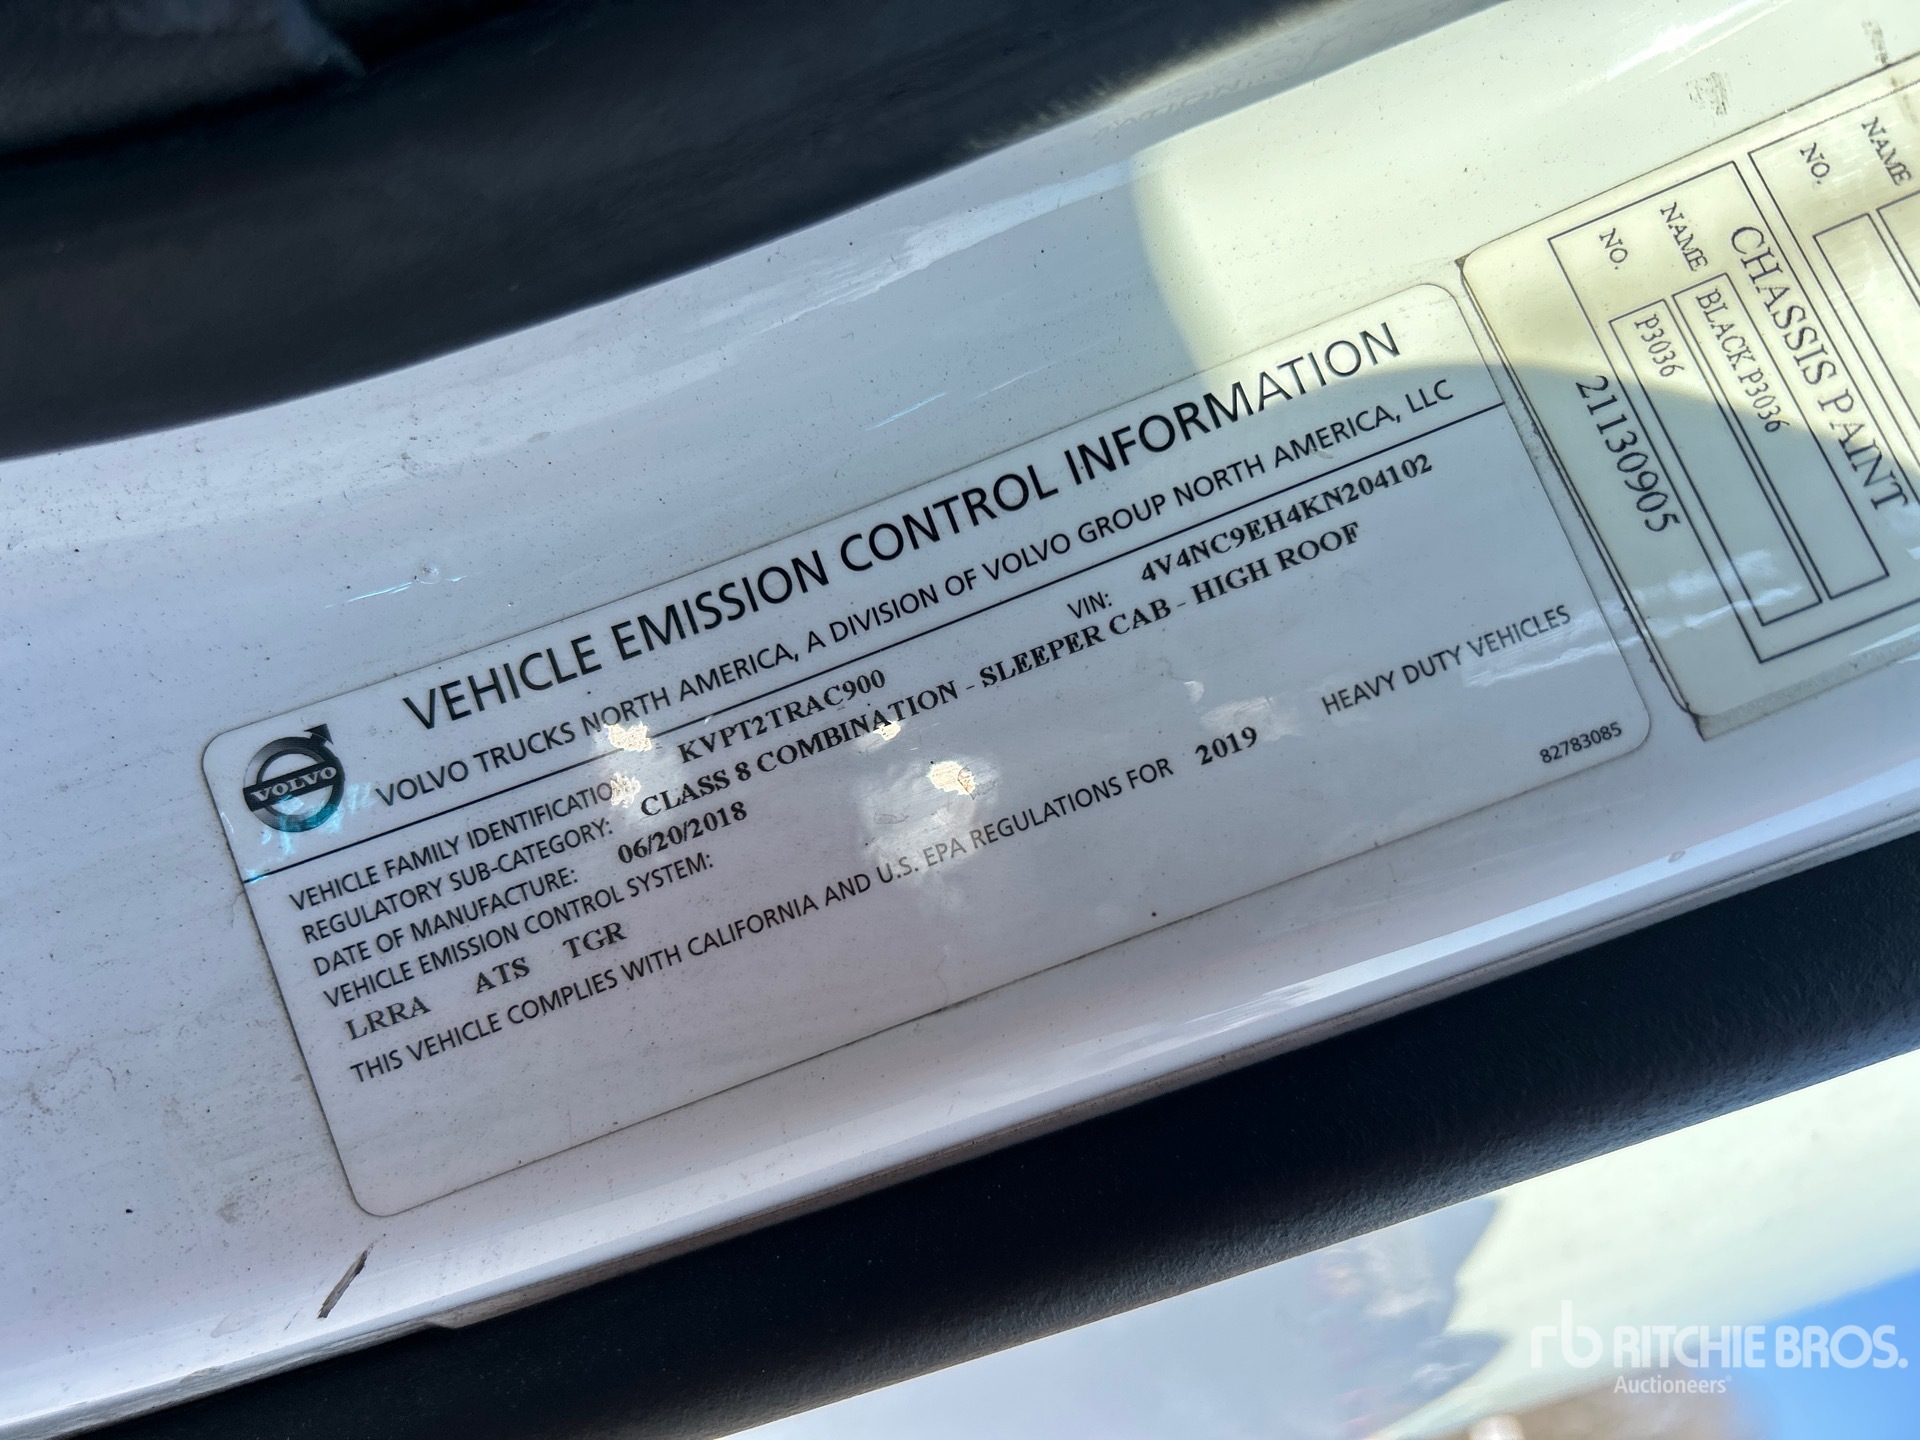 VOLVO
VEHICLE EMISSION CONTROL INFORMATION
VOLVO TRUCKS NORTH AMERICA, A DIVISION OF VOLVO GROUP NORTH AMERICA, LLC
VEHICLE FAMILY IDENTIFICATION KVPT2TRAC900 VIN: 4V4NC9EH4KN204102
REGULATORY SUB-CATEGORY: CLASS 8 COMBINATION - SLEEPER CAB - HIGH ROOF
DATE OF MANUFACTURE: 06/20/2018
VEHICLE EMISSION CONTROL SYSTEM:
LRRA ATS TGR
THIS VEHICLE COMPLIES WITH CALIFORNIA AND U.S. EPA REGULATIONS FOR 2019 HEAVY DUTY VEHICLES
82783085
NAME
NO.
CHASSIS PAINT
NAME BLACK P3036
NO. P3036
21130905
rb RITCHIE BROS.
Auctioneers